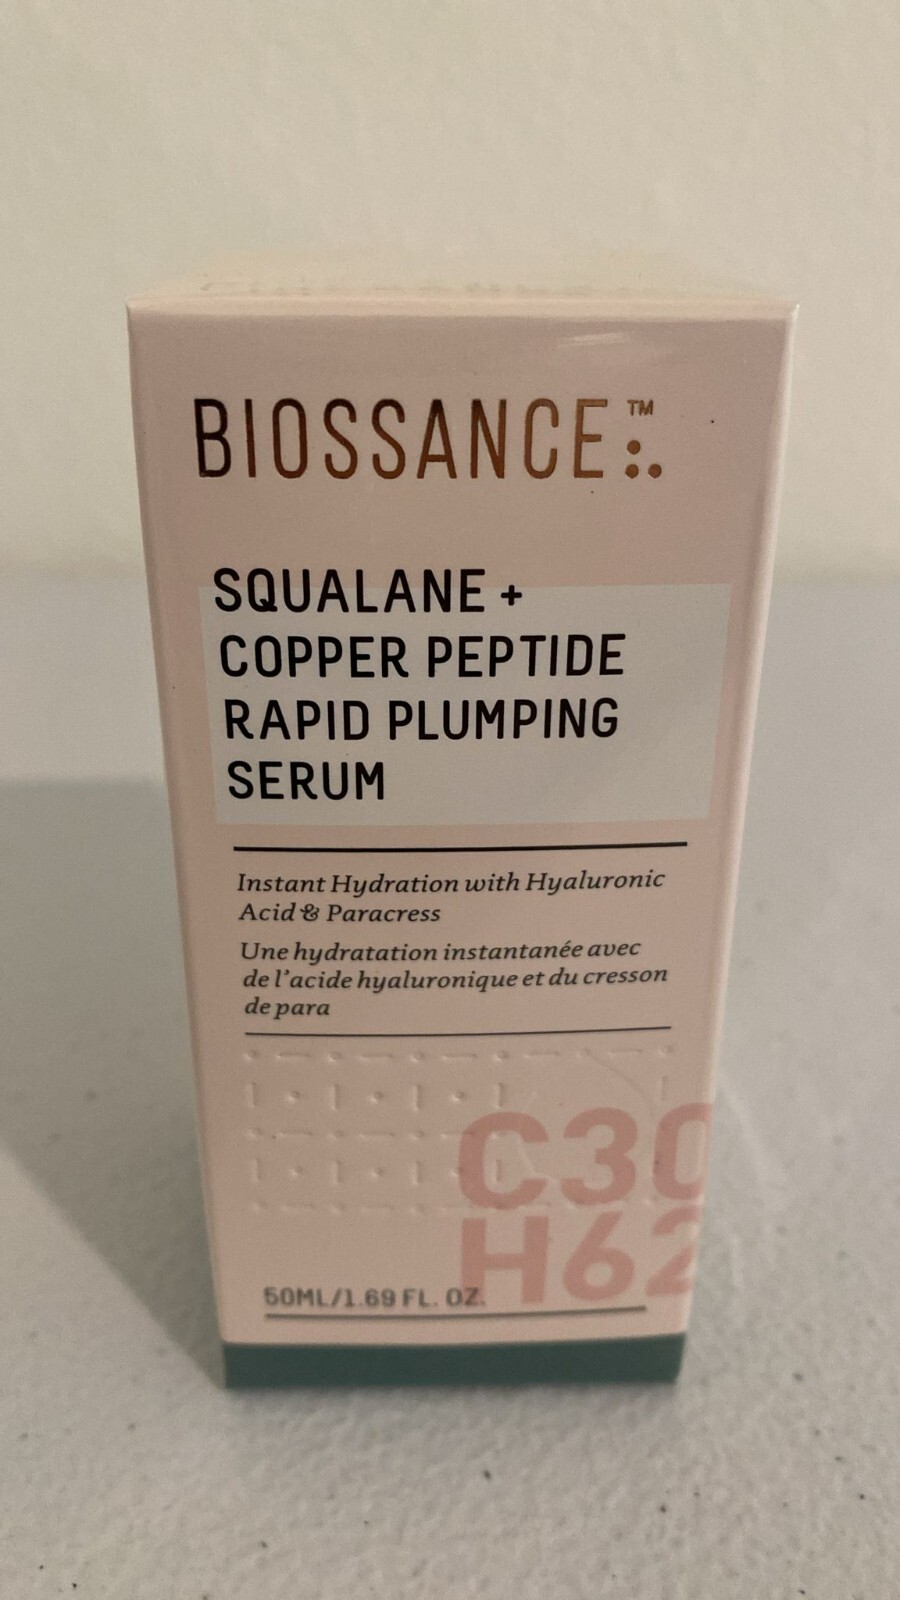 BIOSSANCE™
SQUALANE +
COPPER PEPTIDE
RAPID PLUMPING
SERUM
Instant Hydration with Hyaluronic
Acid & Paracress
Une hydratation instantanée avec
de l'acide hyaluronique et du cresson
de para
C30
H62
50ML/1.69 FL. OZ.